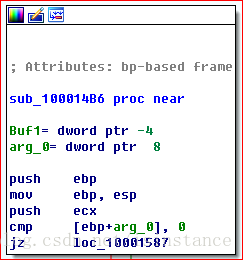 ; Attributes: bp-based frame
sub_100014B6 proc near
Buf1= dword ptr -4
arg_0= dword ptr  8
push    ebp
mov     ebp, esp
push    ecx
cmp     [ebp+arg_0], 0
jz      loc_10001587